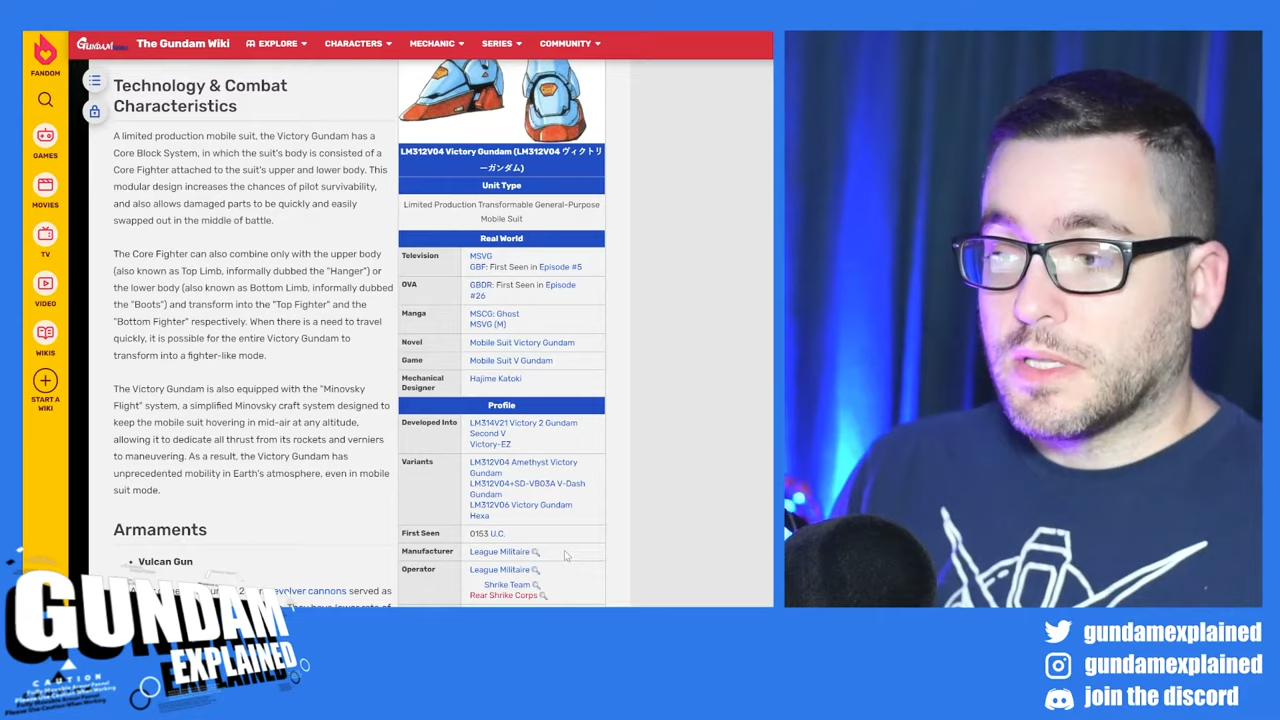 FANDOM
GAMES
MOVIES
TV
VIDEO
WIKIS
START A
WIKI
GUNDAM
The Gundam Wiki
EXPLORE
CHARACTERS
MECHANIC
SERIES
COMMUNITY
Technology & Combat
Characteristics
A limited production mobile suit, the Victory Gundam has a
Core Block System, in which the suit's body is consisted of a
Core Fighter attached to the suit's upper and lower body. This
modular design increases the chances of pilot survivability,
and also allows damaged parts to be quickly and easily
swapped out in the middle of battle.
The Core Fighter can also combine only with the upper body
(also known as Top Limb, informally dubbed the "Hanger") or
the lower body (also known as Bottom Limb, informally dubbed
the "Boots") and transform into the "Top Fighter" and the
"Bottom Fighter" respectively. When there is a need to travel
quickly, it is possible for the entire Victory Gundam to
transform into a fighter-like mode.
The Victory Gundam is also equipped with the "Minovsky
Flight" system, a simplified Minovsky craft system designed to
keep the mobile suit hovering in mid-air at any altitude,
allowing it to dedicate all thrust from its rockets and verniers
to maneuvering. As a result, the Victory Gundam has
unprecedented mobility in Earth's atmosphere, even in mobile
suit mode.
Armaments
• Vulcan Gun
evolver cannons served as
LM312V04 Victory Gundam (LM312V04 ヴィクトリ
ーガンダム)
Unit Type
Limited Production Transformable General-Purpose
Mobile Suit
Real World
Television MSVG
GBF: First Seen in Episode #5
OVA GBDR: First Seen in Episode
#26
Manga MSCG: Ghost
MSVG (M)
Novel Mobile Suit Victory Gundam
Game Mobile Suit V Gundam
Mechanical Hajime Katoki
Designer
Profile
Developed Into LM314V21 Victory 2 Gundam
Second V
Victory-EZ
Variants LM312V04 Amethyst Victory
Gundam
LM312V04+SD-VB03A V-Dash
Gundam
LM312V06 Victory Gundam
Hexa
First Seen 0153 U.C.
Manufacturer League Militaire
Operator League Militaire
Shrike Team
Rear Shrike Corps
GUNDAM
EXPLAINED
CAUTION
gundamexplained
gundamexplained
join the discord